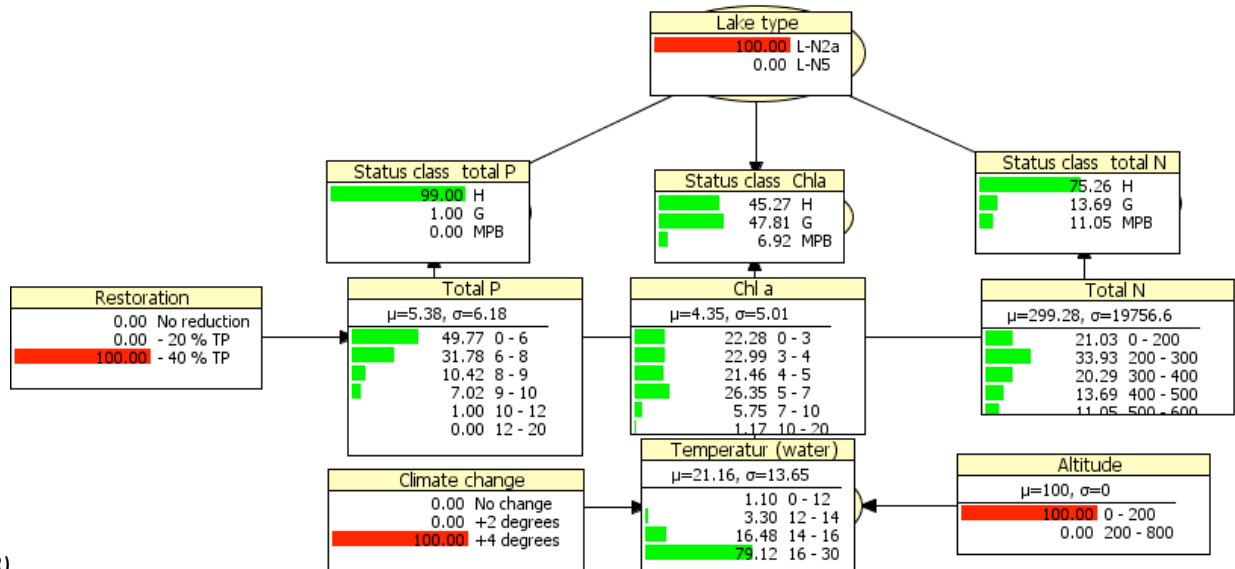 Lake type
100.00 L-N2a
0.00 L-N5
Status class total P
99.00 H
1.00 G
0.00 MPB
Status class Chla
45.27 H
47.81 G
6.92 MPB
Status class total N
75.26 H
13.69 G
11.05 MPB
Restoration
0.00 No reduction
0.00 - 20 % TP
100.00 - 40 % TP
Total P
μ=5.38, σ=6.18
49.77 0 - 6
31.78 6 - 8
10.42 8 - 9
7.02 9 - 10
1.00 10 - 12
0.00 12 - 20
Chl a
μ=4.35, σ=5.01
22.28 0 - 3
22.99 3 - 4
21.46 4 - 5
26.35 5 - 7
5.75 7 - 10
1.17 10 - 20
Total N
μ=299.28, σ=19756.6
21.03 0 - 200
33.93 200 - 300
20.29 300 - 400
13.69 400 - 500
11.05 500 - 600
Climate change
0.00 No change
0.00 +2 degrees
100.00 +4 degrees
Temperatur (water)
μ=21.16, σ=13.65
1.10 0 - 12
3.30 12 - 14
16.48 14 - 16
79.12 16 - 30
Altitude
μ=100, σ=0
100.00 0 - 200
0.00 200 - 800